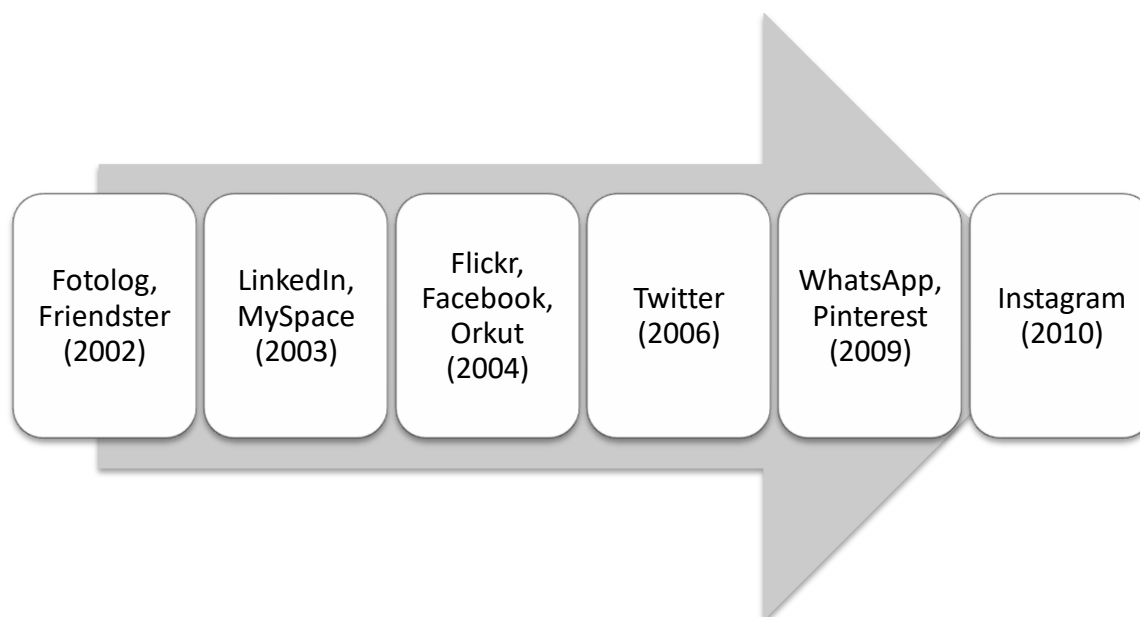 Fotolog,
Friendster
(2002)
LinkedIn,
MySpace
(2003)
Flickr,
Facebook,
Orkut
(2004)
Twitter
(2006)
WhatsApp,
Pinterest
(2009)
Instagram
(2010)